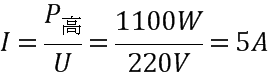 I = P高/U = 1100W/220V = 5A